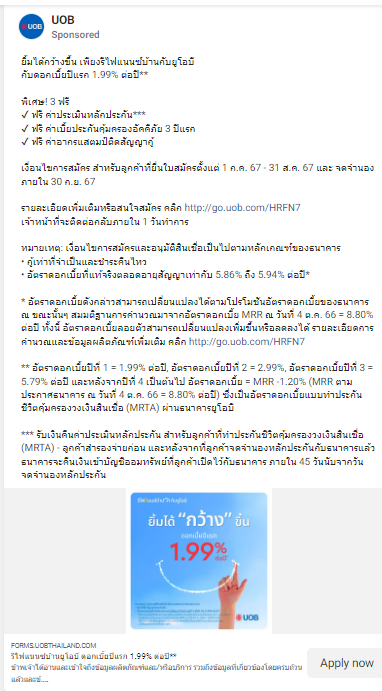 UOB
UOB
Sponsored
ยิ้มได้กว้างขึ้น เพียงรีไฟแนนซ์บ้านกับยูโอบี
กับดอกเบี้ยปีแรก 1.99% ต่อปี**
พิเศษ! 3 ฟรี
✓ ฟรี ค่าประเมินหลักประกัน***
✓ ฟรี ค่าเบี้ยประกันคุ้มครองอัคคีภัย 3 ปีแรก
✓ ฟรี ค่าอากรแสตมป์ติดสัญญากู้
เงื่อนไขการสมัคร สำหรับลูกค้าที่ยื่นใบสมัครตั้งแต่ 1 ก.ค. 67 - 31 ส.ค. 67 และ จดจำนอง
ภายใน 30 ก.ย. 67
รายละเอียดเพิ่มเติมหรือสนใจสมัคร คลิก http://go.uob.com/HRFN7
เจ้าหน้าที่จะติดต่อกลับภายใน 1 วันทำการ
หมายเหตุ: เงื่อนไขการสมัครและอนุมัติสินเชื่อเป็นไปตามหลักเกณฑ์ของธนาคาร
• กู้เท่าที่จำเป็นและชำระคืนไหว
• อัตราดอกเบี้ยที่แท้จริงตลอดอายุสัญญาเท่ากับ 5.86% ถึง 5.94% ต่อปี*
* อัตราดอกเบี้ยดังกล่าวสามารถเปลี่ยนแปลงได้ตามโปรโมชันอัตราดอกเบี้ยของธนาคาร
ณ ขณะนั้นๆ สมมติฐานการคำนวณมาจากอัตราดอกเบี้ย MRR ณ วันที่ 4 ต.ค. 66 = 8.80%
ต่อปี ทั้งนี้ อัตราดอกเบี้ยลอยตัวสามารถเปลี่ยนแปลงเพิ่มขึ้นหรือลดลงได้ รายละเอียดการ
คำนวณและข้อมูลผลิตภัณฑ์เพิ่มเติม คลิก http://go.uob.com/HRFN7
** อัตราดอกเบี้ยปีที่ 1 = 1.99% ต่อปี, อัตราดอกเบี้ยปีที่ 2 = 2.99%, อัตราดอกเบี้ยปีที่ 3 =
5.79% ต่อปี และหลังจากปีที่ 4 เป็นต้นไป อัตราดอกเบี้ย = MRR -1.20% (MRR ตาม
ประกาศธนาคาร ณ วันที่ 4 ต.ค. 66 = 8.80% ต่อปี) ซึ่งเป็นอัตราดอกเบี้ยแบบทำประกัน
ชีวิตคุ้มครองวงเงินสินเชื่อ (MRTA) ผ่านธนาคารยูโอบี
*** รับเงินคืนค่าประเมินหลักประกัน สำหรับลูกค้าที่ทำประกันชีวิตคุ้มครองวงเงินสินเชื่อ
(MRTA) - ลูกค้าสำรองจ่ายก่อน และหลังจากที่ลูกค้าจดจำนองหลักประกันกับธนาคารแล้ว
ธนาคารจะคืนเงินเข้าบัญชีออมทรัพย์ที่ลูกค้าเปิดไว้กับธนาคาร ภายใน 45 วันนับจากวัน
จดจำนองหลักประกัน
ยิ้มได้ "กว้าง" ขึ้น
ดอกเบี้ยปีแรก
1.99%
ต่อปี
UOB
FORMS.UOBTHAILAND.COM
รีไฟแนนซ์บ้านยูโอบี ดอกเบี้ยปีแรก 1.99% ต่อปี**
ข้าพเจ้าได้อ่านและเข้าใจถึงข้อมูลผลิตภัณฑ์และ/หรือบริการ รวมถึงข้อมูลที่เกี่ยวข้องโดยครบถ้วน
แล้วและข้....
Apply now